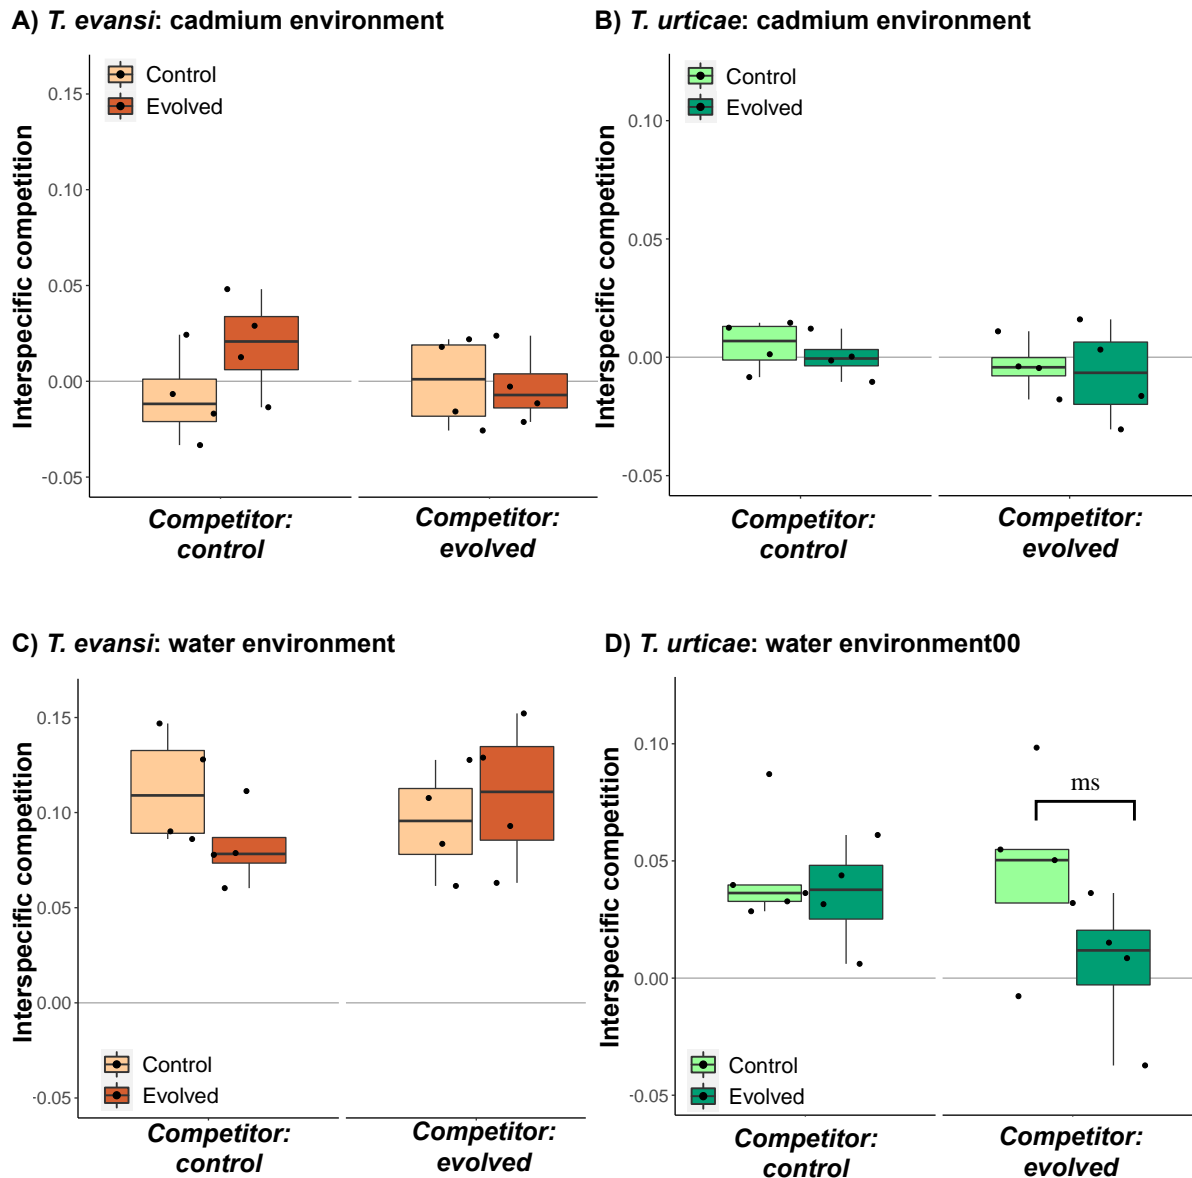 A) T. evansi: cadmium environment
Control
Evolved
0.15
0.10
0.05
0.00
-0.05
Interspecific competition
Competitor:
control
Competitor:
evolved
B) T. urticae: cadmium environment
Control
Evolved
0.10
0.05
0.00
-0.05
Interspecific competition
Competitor:
control
Competitor:
evolved
C) T. evansi: water environment
0.15
0.10
0.05
0.00
-0.05
Interspecific competition
Control
Evolved
Competitor:
control
Competitor:
evolved
D) T. urticae: water environment00
0.10
0.05
0.00
-0.05
Interspecific competition
ms
Control
Evolved
Competitor:
control
Competitor:
evolved